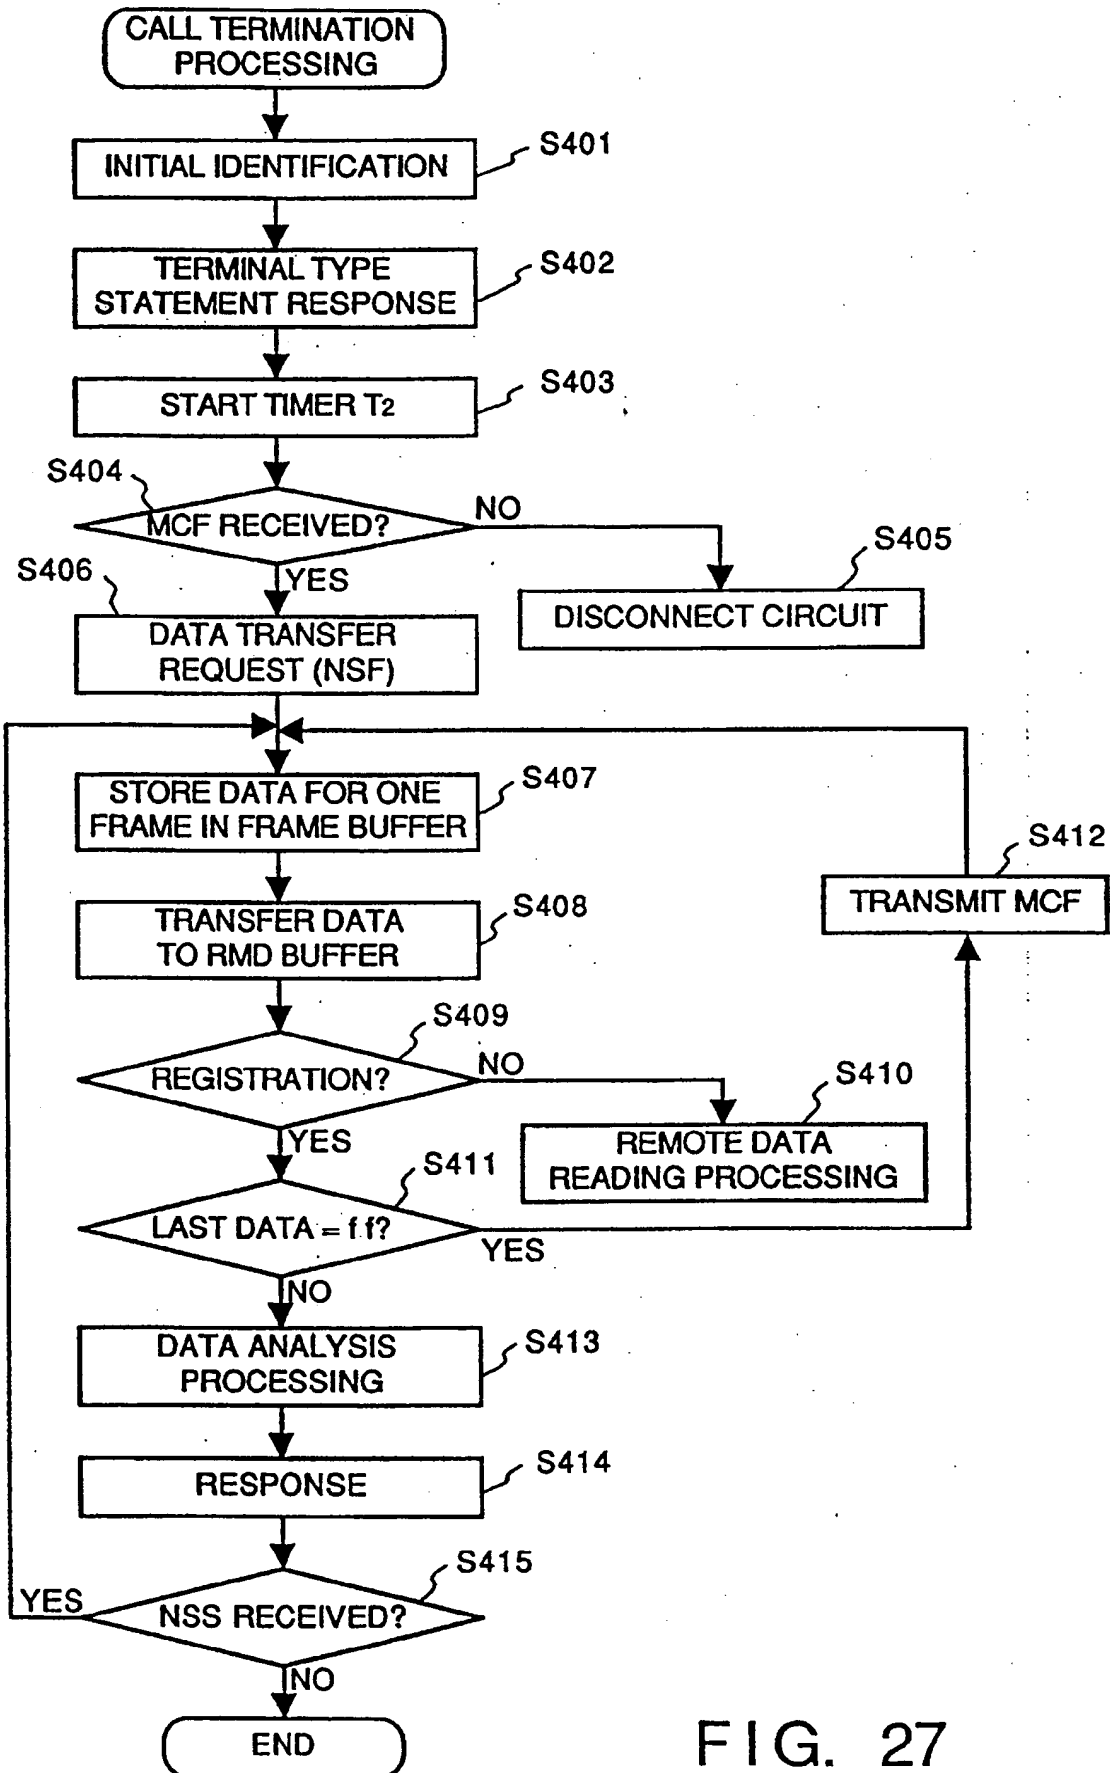 CALL TERMINATION
PROCESSING
S401
INITIAL IDENTIFICATION
S402
TERMINAL TYPE
STATEMENT RESPONSE
S403
START TIMER T2
S404
MCF RECEIVED?
NO
S405
DISCONNECT CIRCUIT
YES
S406
DATA TRANSFER
REQUEST (NSF)
S407
STORE DATA FOR ONE
FRAME IN FRAME BUFFER
S412
TRANSMIT MCF
S408
TRANSFER DATA
TO RMD BUFFER
S409
REGISTRATION?
NO
S410
REMOTE DATA
READING PROCESSING
YES
S411
LAST DATA = f.f?
YES
NO
S413
DATA ANALYSIS
PROCESSING
S414
RESPONSE
S415
NSS RECEIVED?
YES
NO
END
FIG. 27